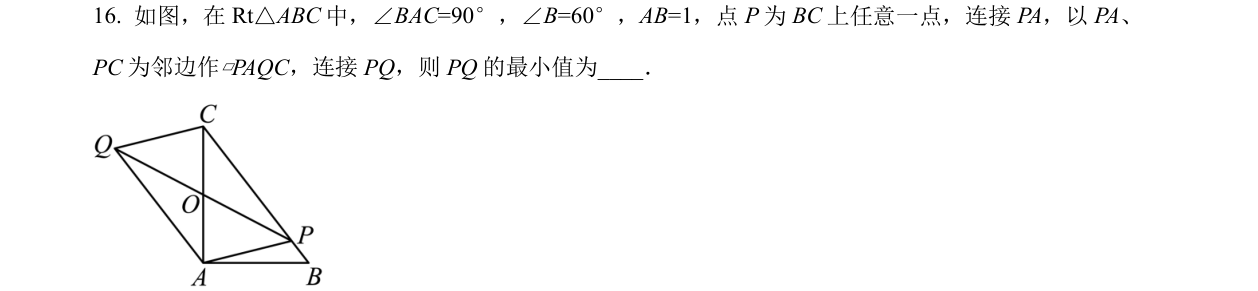 16. 如图，在 Rt△ABC 中，∠BAC=90°，∠B=60°，AB=1，点 P 为 BC 上任意一点，连接 PA，以 PA、
PC 为邻边作▱PAQC，连接 PQ，则 PQ 的最小值为____．
C
Q
O
P
A
B